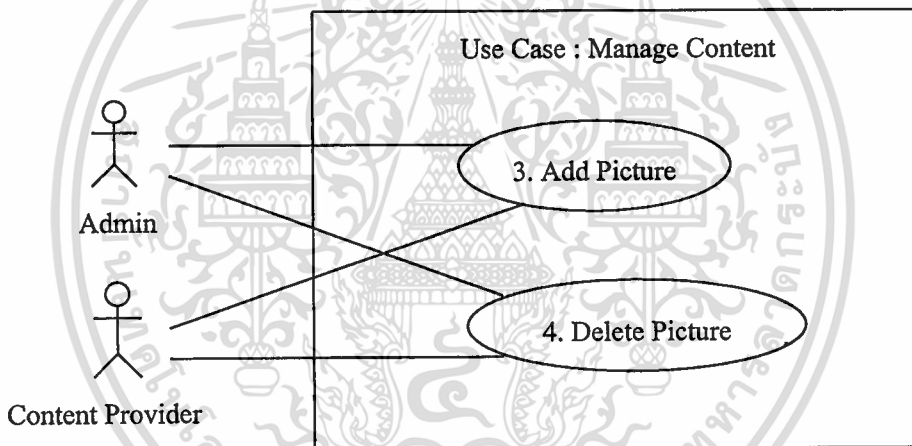 Use Case : Manage Content
3. Add Picture
Admin
4. Delete Picture
Content Provider